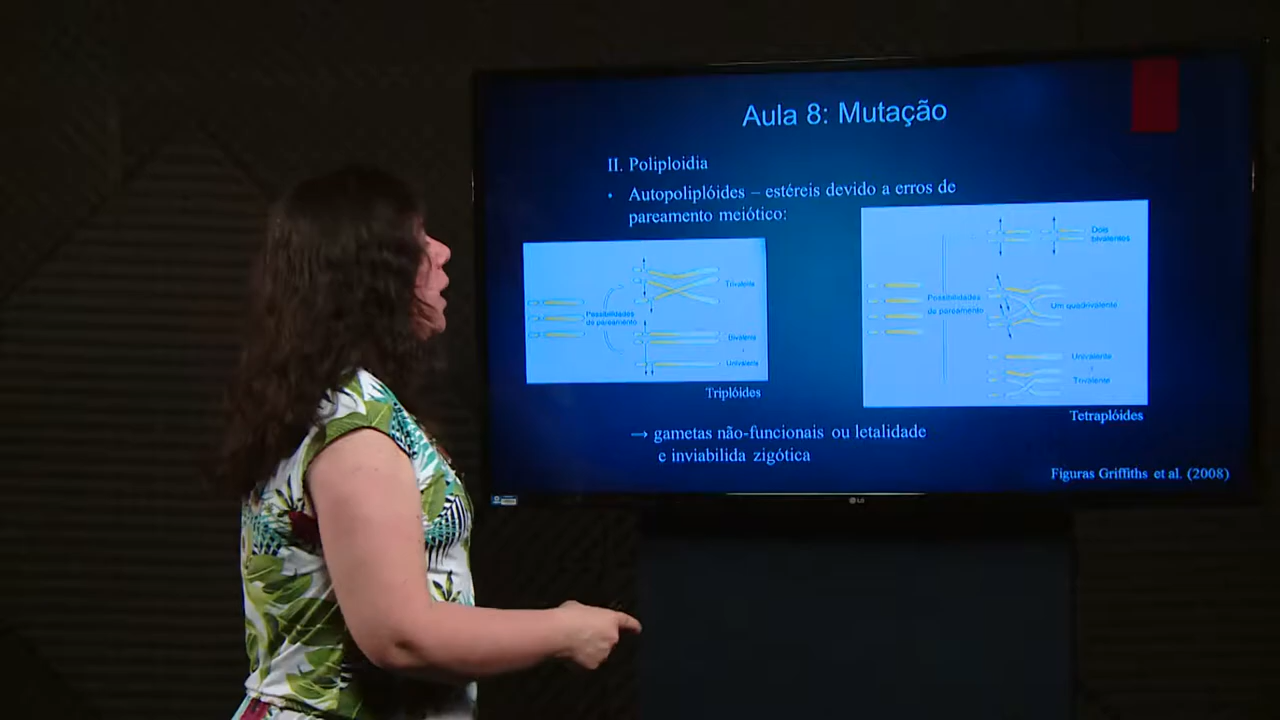 Aula 8: Mutação
II. Poliploidia
• Autopoliplóides – estéreis devido a erros de
pareamento meiótico:
Possibilidades
de pareamento
Trivalente
Bivalente
+
Univalente
Triplóides
Possibilidades
de pareamento
Dois
bivalentes
Um quadrivalente
Univalente
+
Trivalente
Tetraplóides
→ gametas não-funcionais ou letalidade
e inviabilida zigótica
Figuras Griffiths et al. (2008)
LG